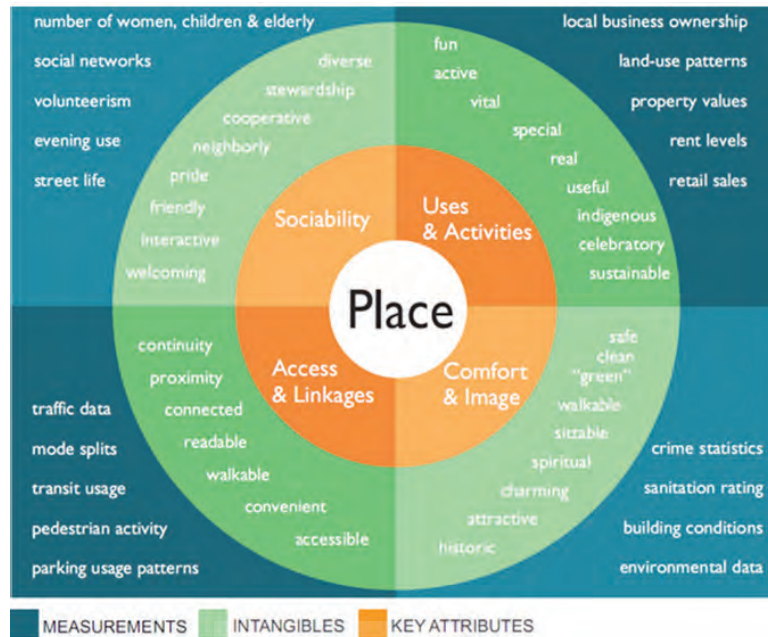 number of women, children & elderly
social networks
volunteerism
evening use
street life
diverse
stewardship
cooperative
neighborly
pride
friendly
interactive
welcoming
Sociability
fun
active
vital
special
real
useful
indigenous
celebratory
sustainable
Uses
& Activities
local business ownership
land-use patterns
property values
rent levels
retail sales
Place
continuity
proximity
connected
readable
walkable
convenient
accessible
Access
& Linkages
traffic data
mode splits
transit usage
pedestrian activity
parking usage patterns
Comfort
& Image
safe
clean
"green"
walkable
sittable
spiritual
charming
attractive
historic
crime statistics
sanitation rating
building conditions
environmental data
MEASUREMENTS
INTANGIBLES
KEY ATTRIBUTES